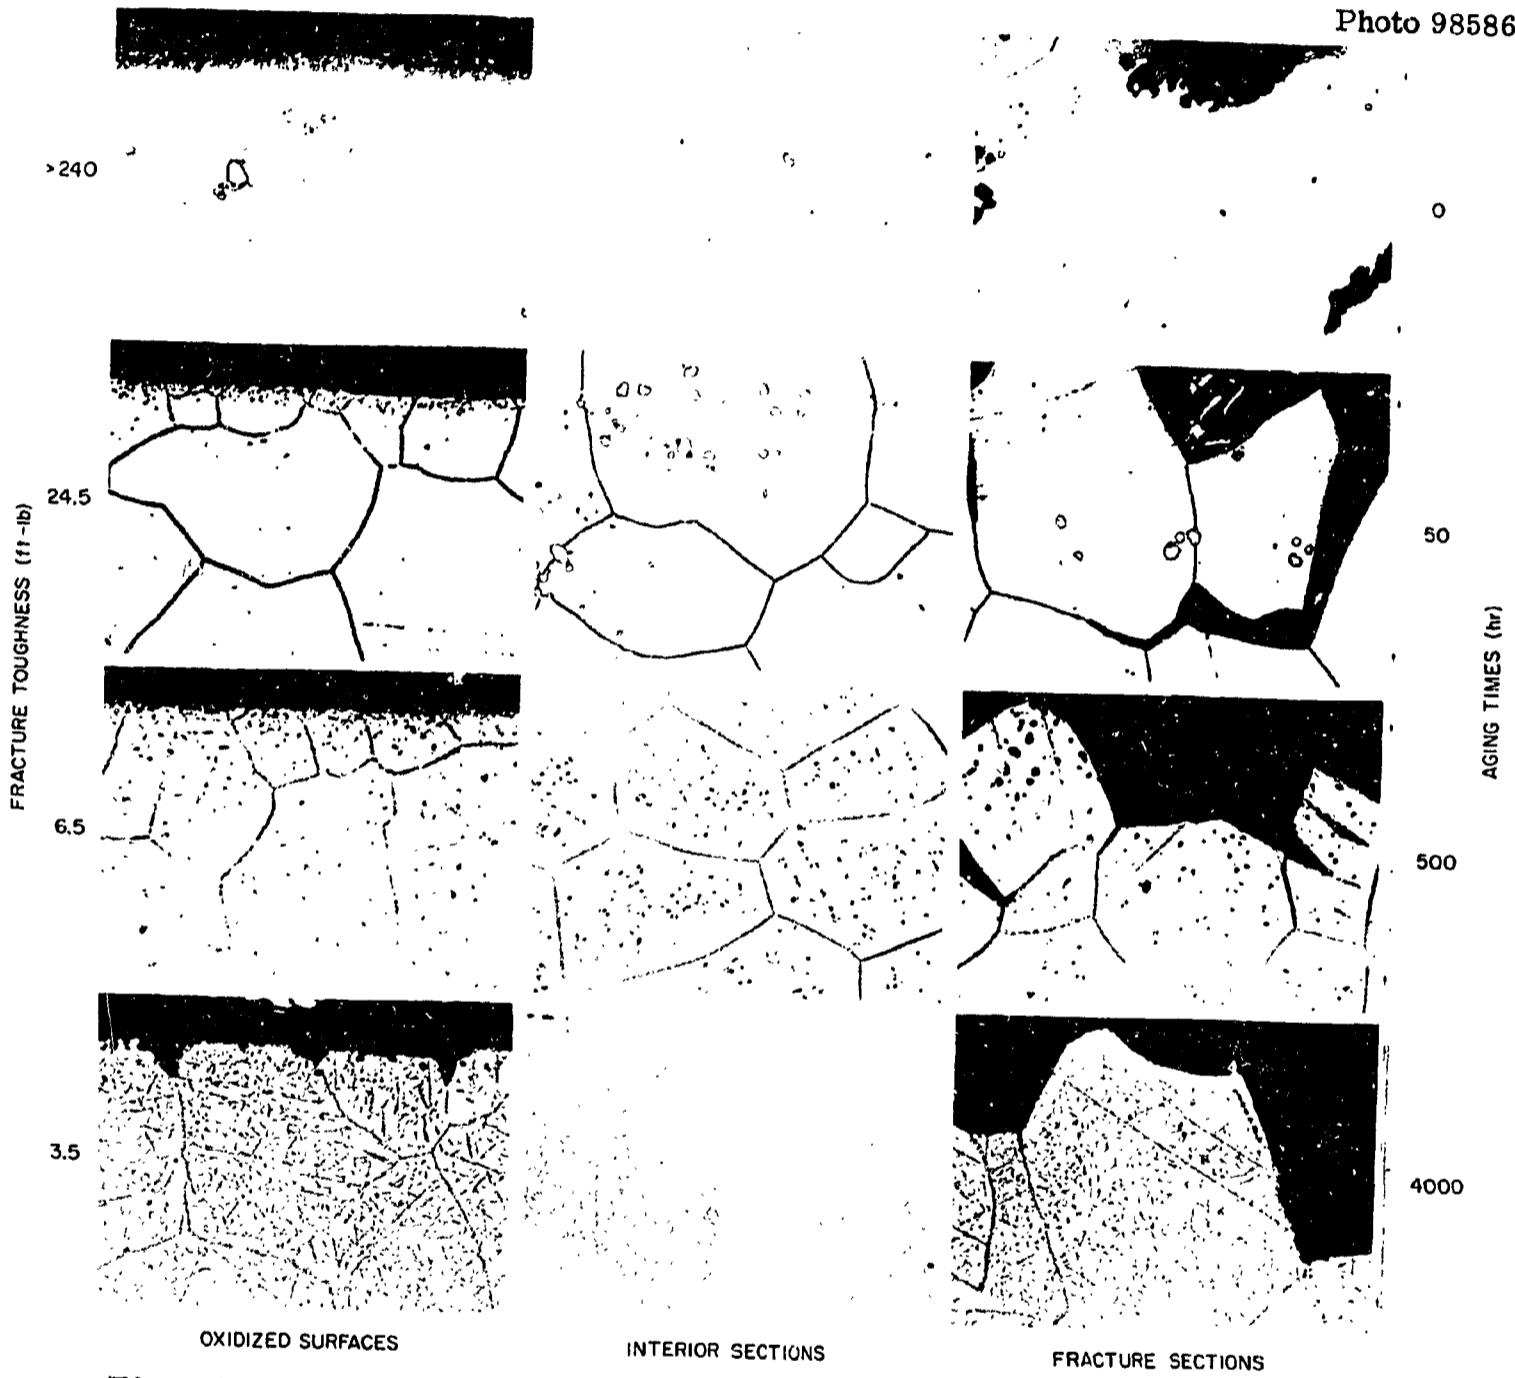 Photo 98586
>240
0
24.5
50
FRACTURE TOUGHNESS (ft-lb)
AGING TIMES (hr)
6.5
500
3.5
4000
OXIDIZED SURFACES
INTERIOR SECTIONS
FRACTURE SECTIONS